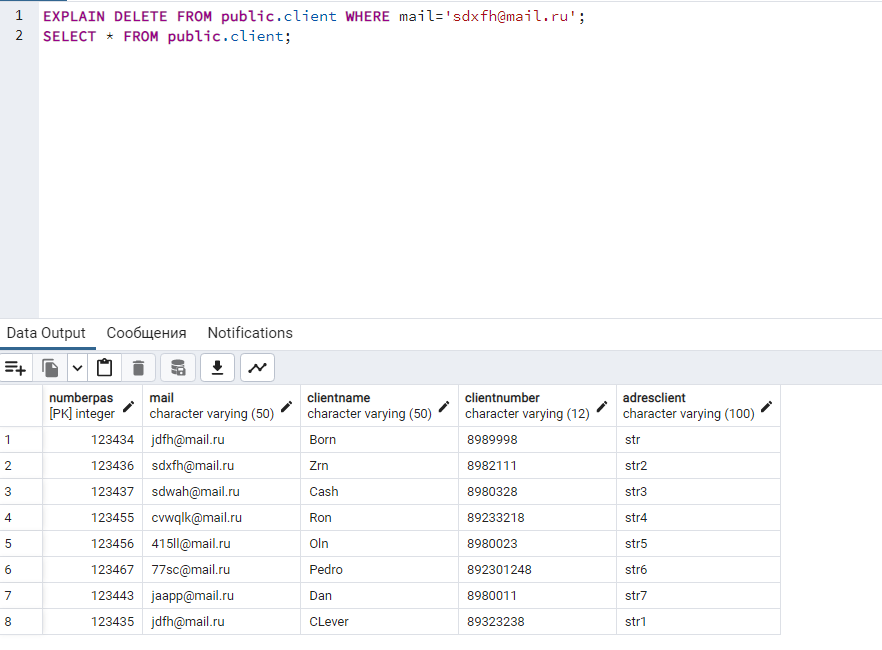 1 EXPLAIN DELETE FROM public.client WHERE mail='sdxfh@mail.ru';
2 SELECT * FROM public.client;
Data Output Сообщения Notifications
numberpas mail clientname clientnumber adresclient
[PK] integer character varying (50) character varying (50) character varying (12) character varying (100)
1 123434 jdfh@mail.ru Born 8989998 str
2 123436 sdxfh@mail.ru Zrn 8982111 str2
3 123437 sdwah@mail.ru Cash 8980328 str3
4 123455 cvwqlk@mail.ru Ron 89233218 str4
5 123456 415ll@mail.ru Oln 8980023 str5
6 123467 77sc@mail.ru Pedro 892301248 str6
7 123443 jaapp@mail.ru Dan 8980011 str7
8 123435 jdfh@mail.ru CLever 89323238 str1